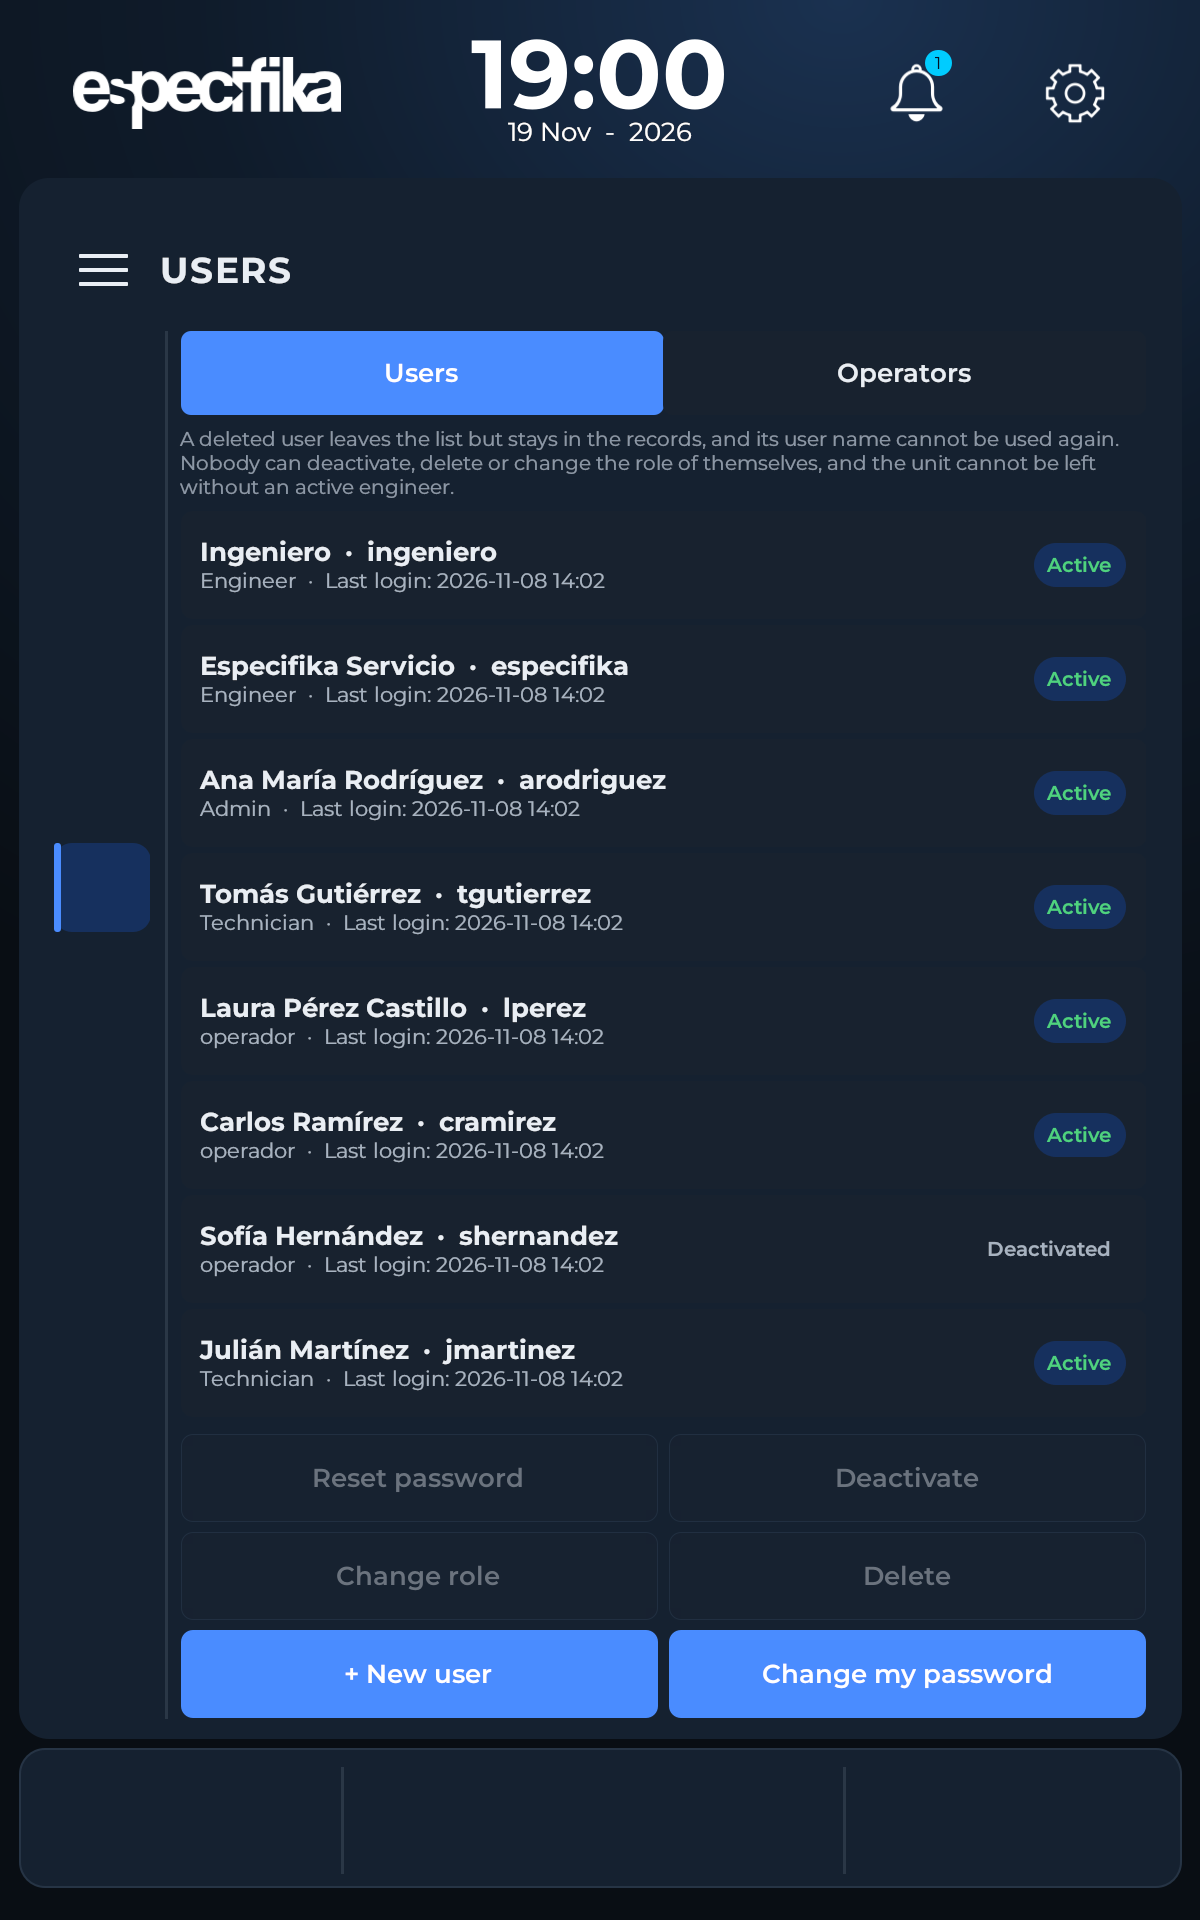 especifika
19:00
19 Nov - 2026
1
USERS
Users
Operators
A deleted user leaves the list but stays in the records, and its user name cannot be used again.
Nobody can deactivate, delete or change the role of themselves, and the unit cannot be left
without an active engineer.
Ingeniero · ingeniero
Engineer · Last login: 2026-11-08 14:02
Active
Especifika Servicio · especifika
Engineer · Last login: 2026-11-08 14:02
Active
Ana María Rodríguez · arodriguez
Admin · Last login: 2026-11-08 14:02
Active
Tomás Gutiérrez · tgutierrez
Technician · Last login: 2026-11-08 14:02
Active
Laura Pérez Castillo · lperez
operador · Last login: 2026-11-08 14:02
Active
Carlos Ramírez · cramirez
operador · Last login: 2026-11-08 14:02
Active
Sofía Hernández · shernandez
operador · Last login: 2026-11-08 14:02
Deactivated
Julián Martínez · jmartinez
Technician · Last login: 2026-11-08 14:02
Active
Reset password
Deactivate
Change role
Delete
+ New user
Change my password